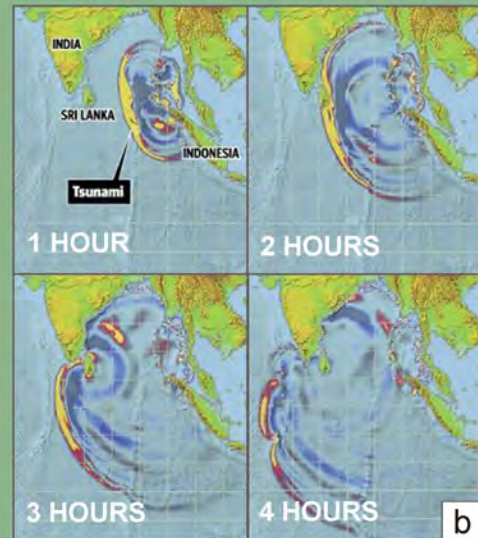 INDIA
SRI LANKA
INDONESIA
Tsunami
1 HOUR
2 HOURS
3 HOURS
4 HOURS
b